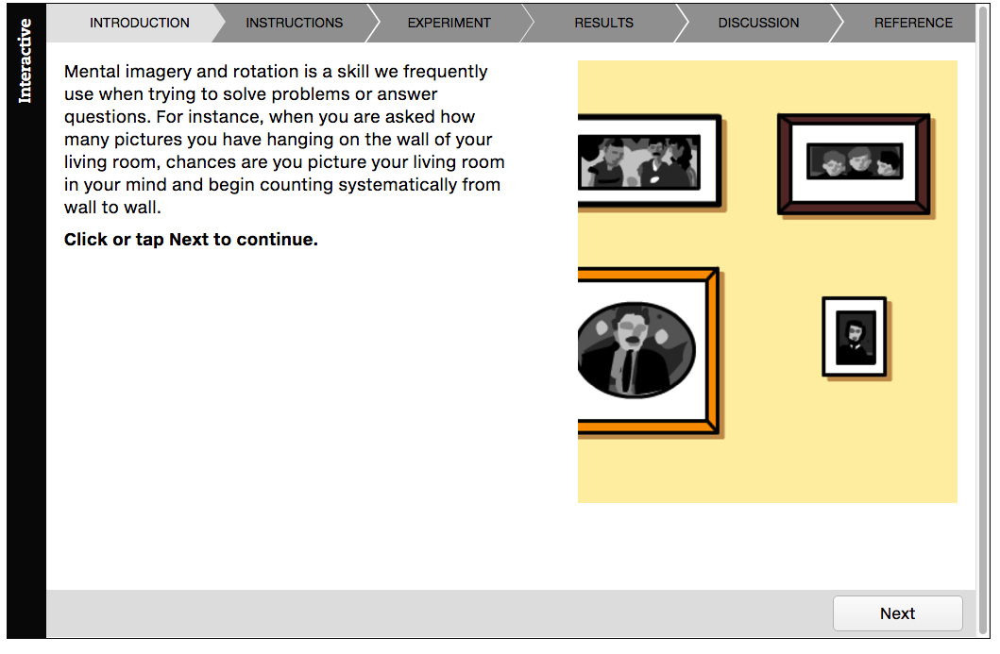 Interactive
INTRODUCTION
INSTRUCTIONS
EXPERIMENT
RESULTS
DISCUSSION
REFERENCE
Mental imagery and rotation is a skill we frequently
use when trying to solve problems or answer
questions. For instance, when you are asked how
many pictures you have hanging on the wall of your
living room, chances are you picture your living room
in your mind and begin counting systematically from
wall to wall.
Click or tap Next to continue.
Next